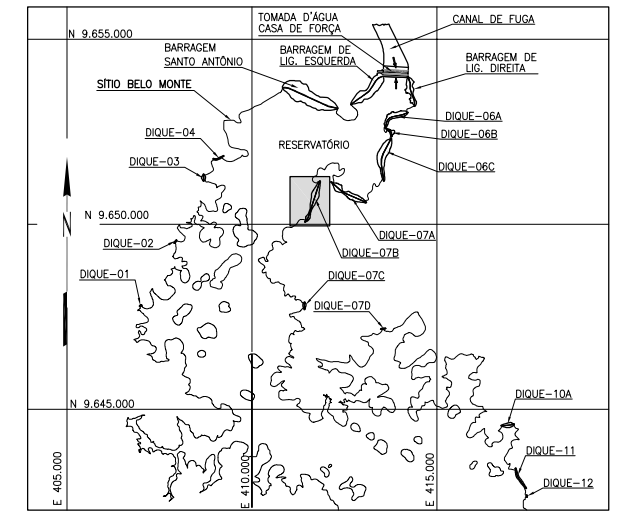 TOMADA D'ÁGUA
CASA DE FORÇA
CANAL DE FUGA
N 9.655.000
BARRAGEM
SANTO ANTÔNIO
BARRAGEM DE
LIG. ESQUERDA
BARRAGEM DE
LIG. DIREITA
SÍTIO BELO MONTE
DIQUE-06A
DIQUE-06B
DIQUE-04
RESERVATÓRIO
DIQUE-03
DIQUE-06C
N
N 9.650.000
DIQUE-07A
DIQUE-02
DIQUE-07B
DIQUE-01
DIQUE-07C
DIQUE-07D
DIQUE-10A
N 9.645.000
DIQUE-11
DIQUE-12
E 405.000
E 410.000
E 415.000